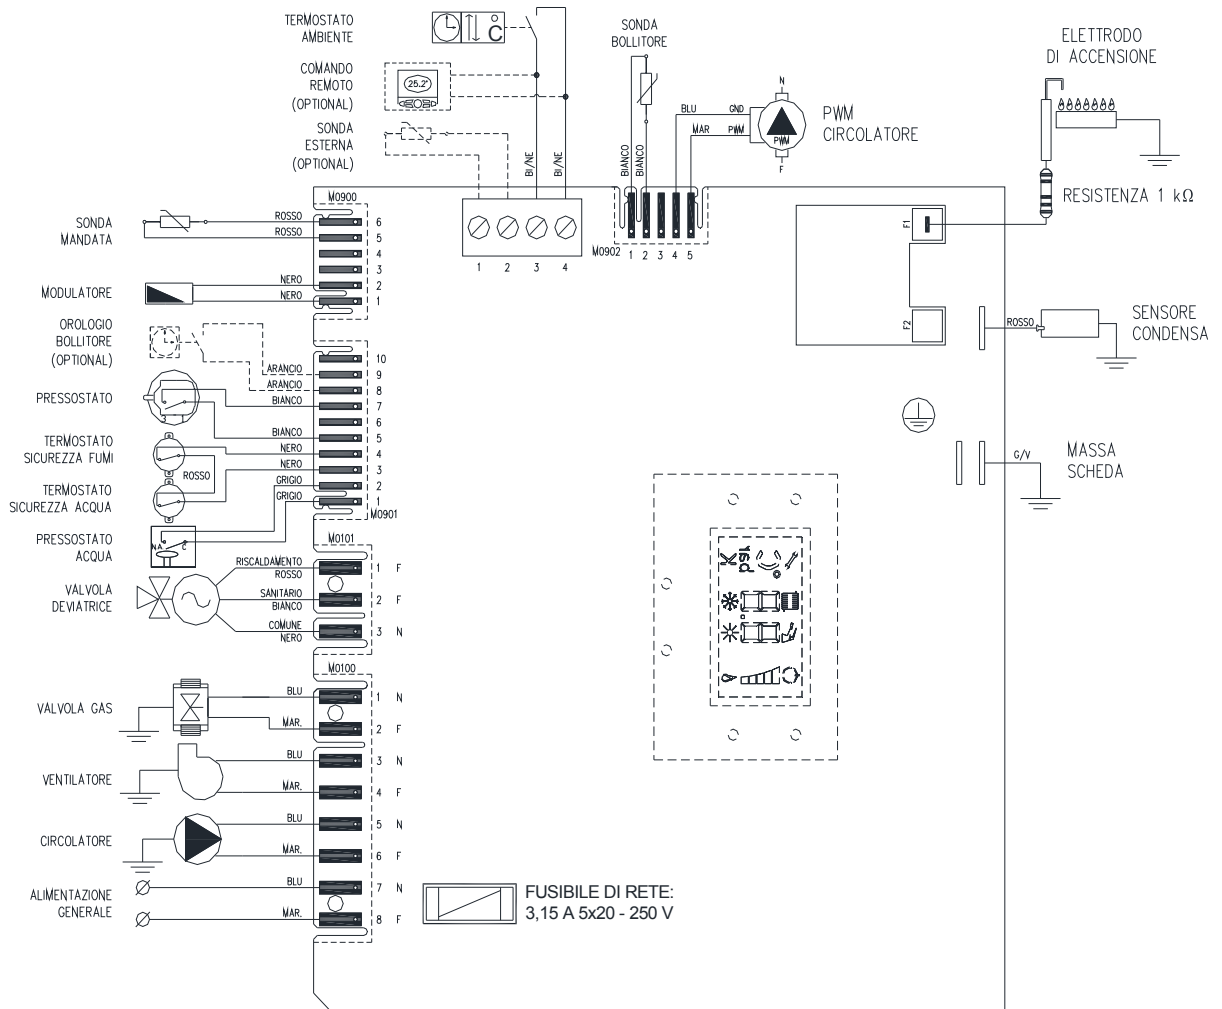 TERMOSTATO
AMBIENTE
C
COMANDO
REMOTO
(OPTIONAL)
25.2°
SONDA
ESTERNA
(OPTIONAL)
BI/NE
BI/NE
SONDA
BOLLITORE
BIANCO
BIANCO
BLU
GND
MAR
PWM
N
PWM
F
PWM
CIRCOLATORE
ELETTRODO
DI ACCENSIONE
RESISTENZA 1 kΩ
M0900
SONDA
MANDATA
ROSSO
ROSSO
6
5
4
3
2
1
MODULATORE
NERO
NERO
1 2 3 4
M0902
1 2 3 4 5
F1
F2
ROSSO
SENSORE
CONDENSA
OROLOGIO
BOLLITORE
(OPTIONAL)
ARANCIO
ARANCIO
10
9
8
7
6
5
4
3
2
1
M0901
PRESSOSTATO
3 1
BIANCO
BIANCO
TERMOSTATO
SICUREZZA FUMI
NERO
NERO
ROSSO
TERMOSTATO
SICUREZZA ACQUA
GRIGIO
GRIGIO
PRESSOSTATO
ACQUA
NA C
G/V
MASSA
SCHEDA
M0101
VALVOLA
DEVIATRICE
RISCALDAMENTO
ROSSO
1 F
SANITARIO
BIANCO
2 F
COMUNE
NERO
3 N
M0100
VALVOLA GAS
BLU
1 N
MAR.
2 F
VENTILATORE
BLU
3 N
MAR.
4 F
CIRCOLATORE
BLU
5 N
MAR.
6 F
ALIMENTAZIONE
GENERALE
BLU
7 N
MAR.
8 F
FUSIBILE DI RETE:
3,15 A 5x20 - 250 V